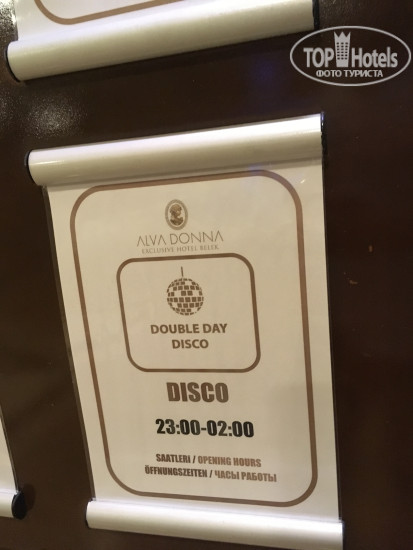 TOP Hotels
ФОТО ТУРИСТА
ALVA DONNA
EXCLUSIVE HOTEL BELEK
DOUBLE DAY
DISCO
DISCO
23:00-02:00
SAATLERİ / OPENING HOURS
ÖFFNUNGSZEITEN / ЧАСЫ РАБОТЫ